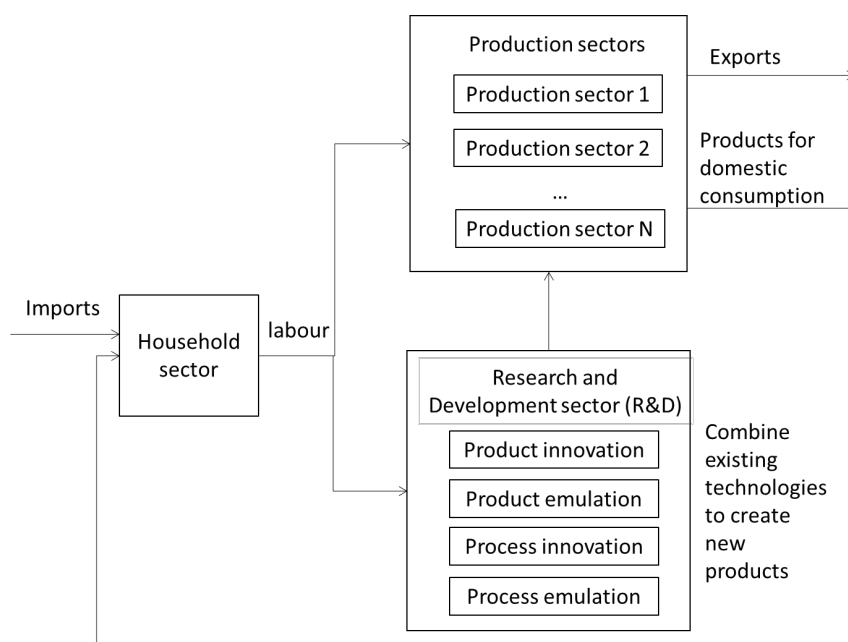 Production sectors
Production sector 1
Production sector 2
...
Production sector N
Exports
Products for
domestic
consumption
Imports
Household
sector
labour
Research and
Development sector (R&D)
Product innovation
Product emulation
Process innovation
Process emulation
Combine
existing
technologies
to create
new
products